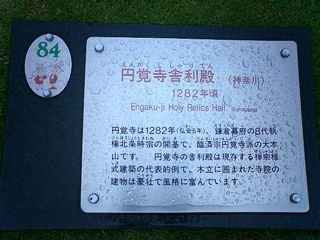 84
えんがくじしゃりでん
円覚寺舎利殿 (神奈川)
1282年頃
Engaku-ji Holy Relics Hall (Kanagawa)
円覚寺は1282年(弘安5年)、鎌倉幕府の8代執
権北条時宗の開基で、臨済宗円覚寺派の大本
山です。 円覚寺の舎利殿は現存する禅宗様
式建築の代表的例で、木立に囲まれた寺院の
建物は豪壮で風格に富んでいます。